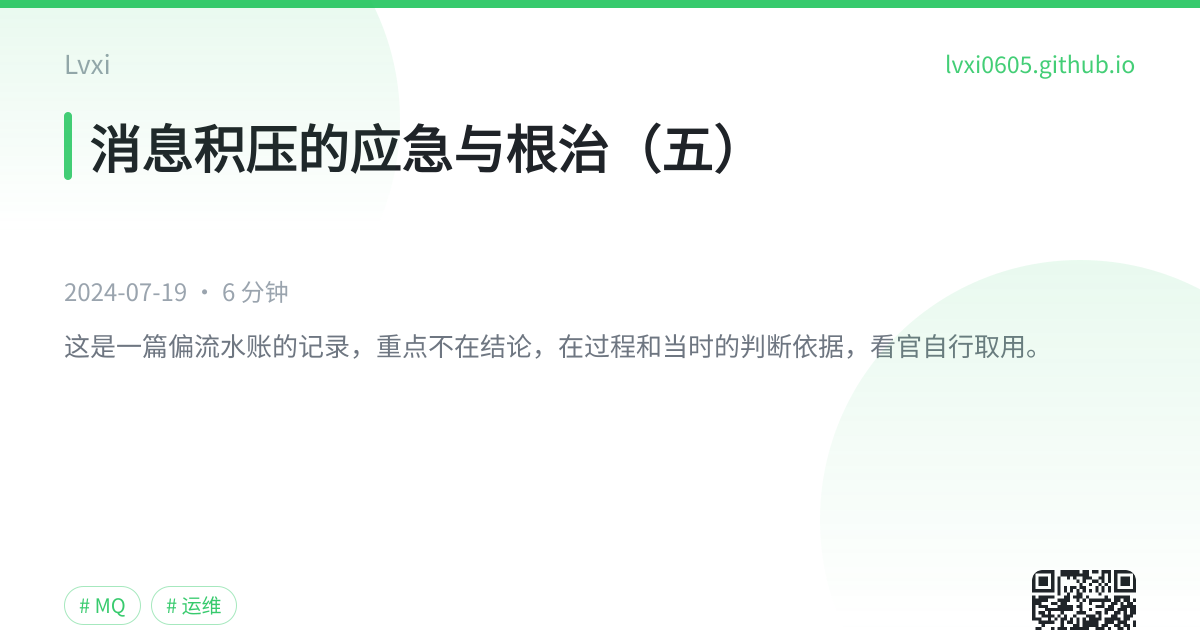 Lvxi
lvxi0605.github.io
消息积压的应急与根治（五）
2024-07-19 · 6 分钟
这是一篇偏流水账的记录，重点不在结论，在过程和当时的判断依据，看官自行取用。
# MQ
# 运维